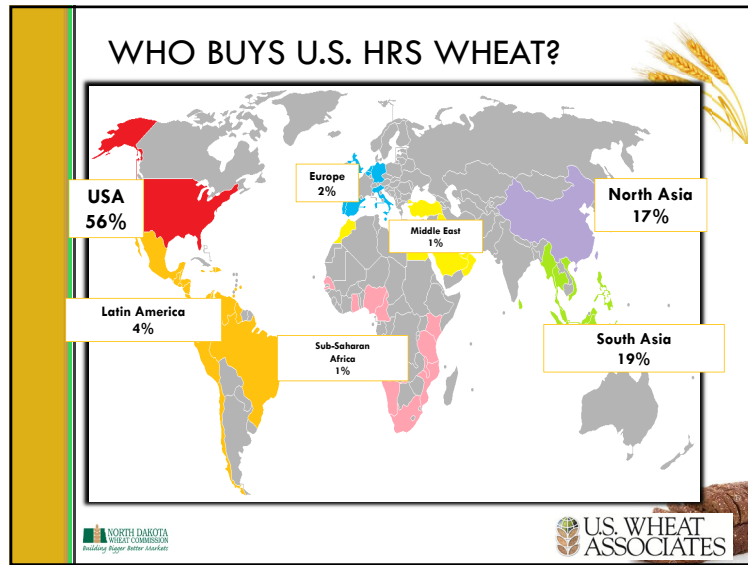 WHO BUYS U.S. HRS WHEAT?
Europe
2%
USA
56%
North Asia
17%
Middle East
1%
Latin America
4%
Sub-Saharan
Africa
1%
South Asia
19%
NORTH DAKOTA
WHEAT COMMISSION
Building Bigger Better Markets
U.S. WHEAT
ASSOCIATES